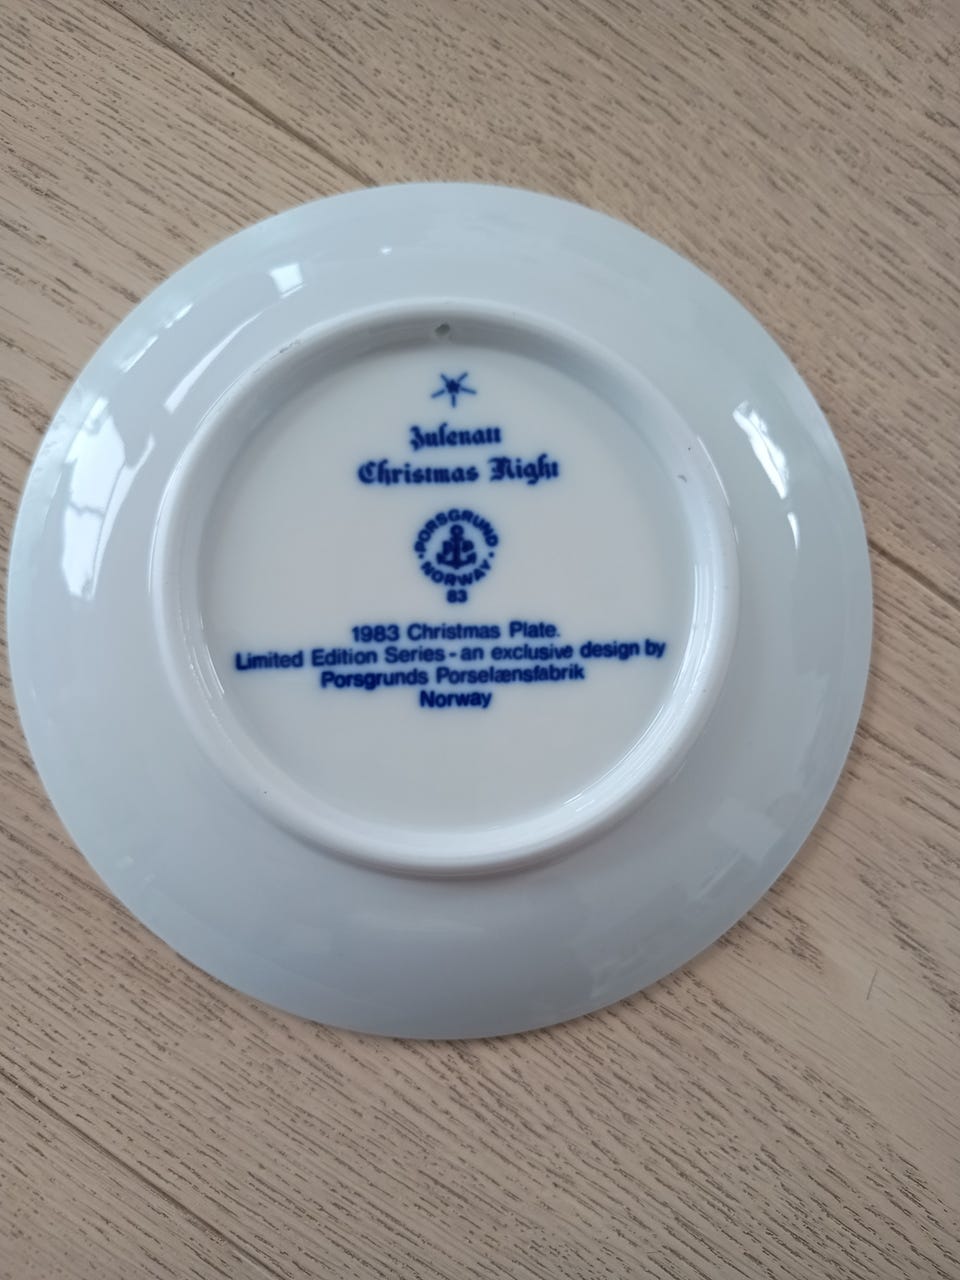 Julenatt
Christmas Night
PORSGRUND
PP
NORWAY
83
1983 Christmas Plate.
Limited Edition Series - an exclusive design by
Porsgrunds Porselænsfabrik
Norway